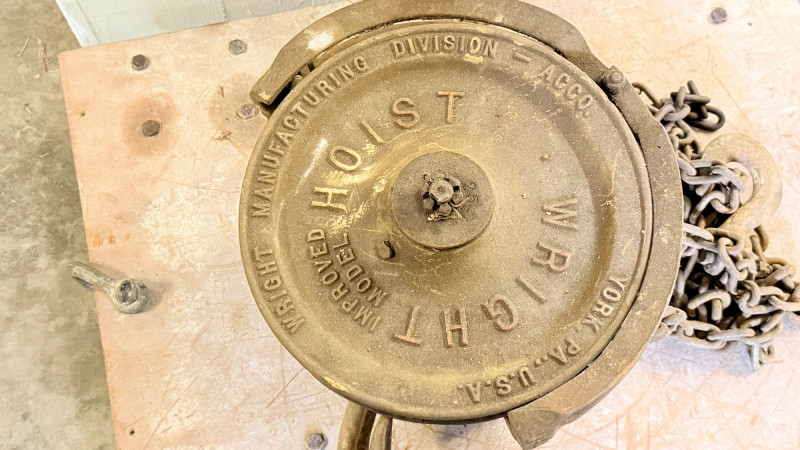 WRIGHT MANUFACTURING DIVISION — ACCO.
YORK, PA., U.S.A.
WRIGHT
HOIST
IMPROVED
MODEL